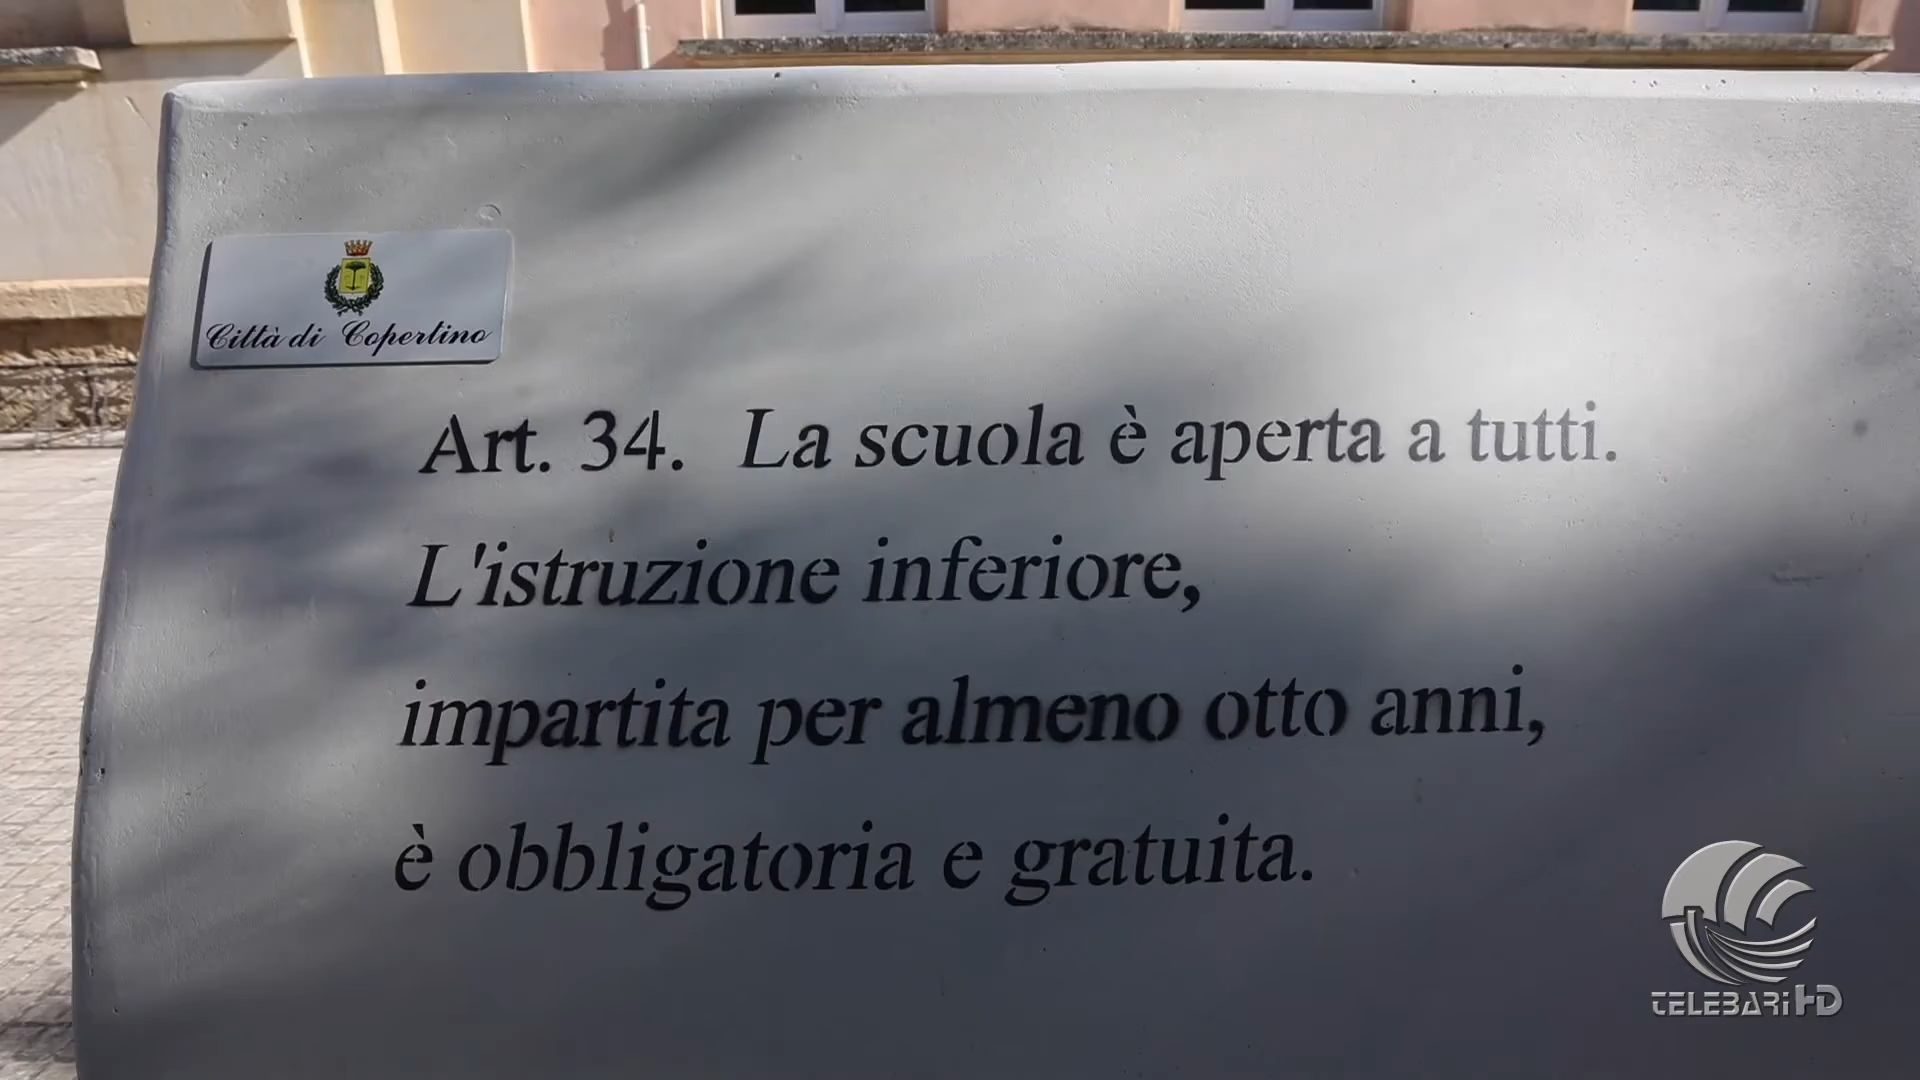 Città di Copertino
Art. 34. La scuola è aperta a tutti.
L'istruzione inferiore,
impartita per almeno otto anni,
è obbligatoria e gratuita.
TELEBARI HD